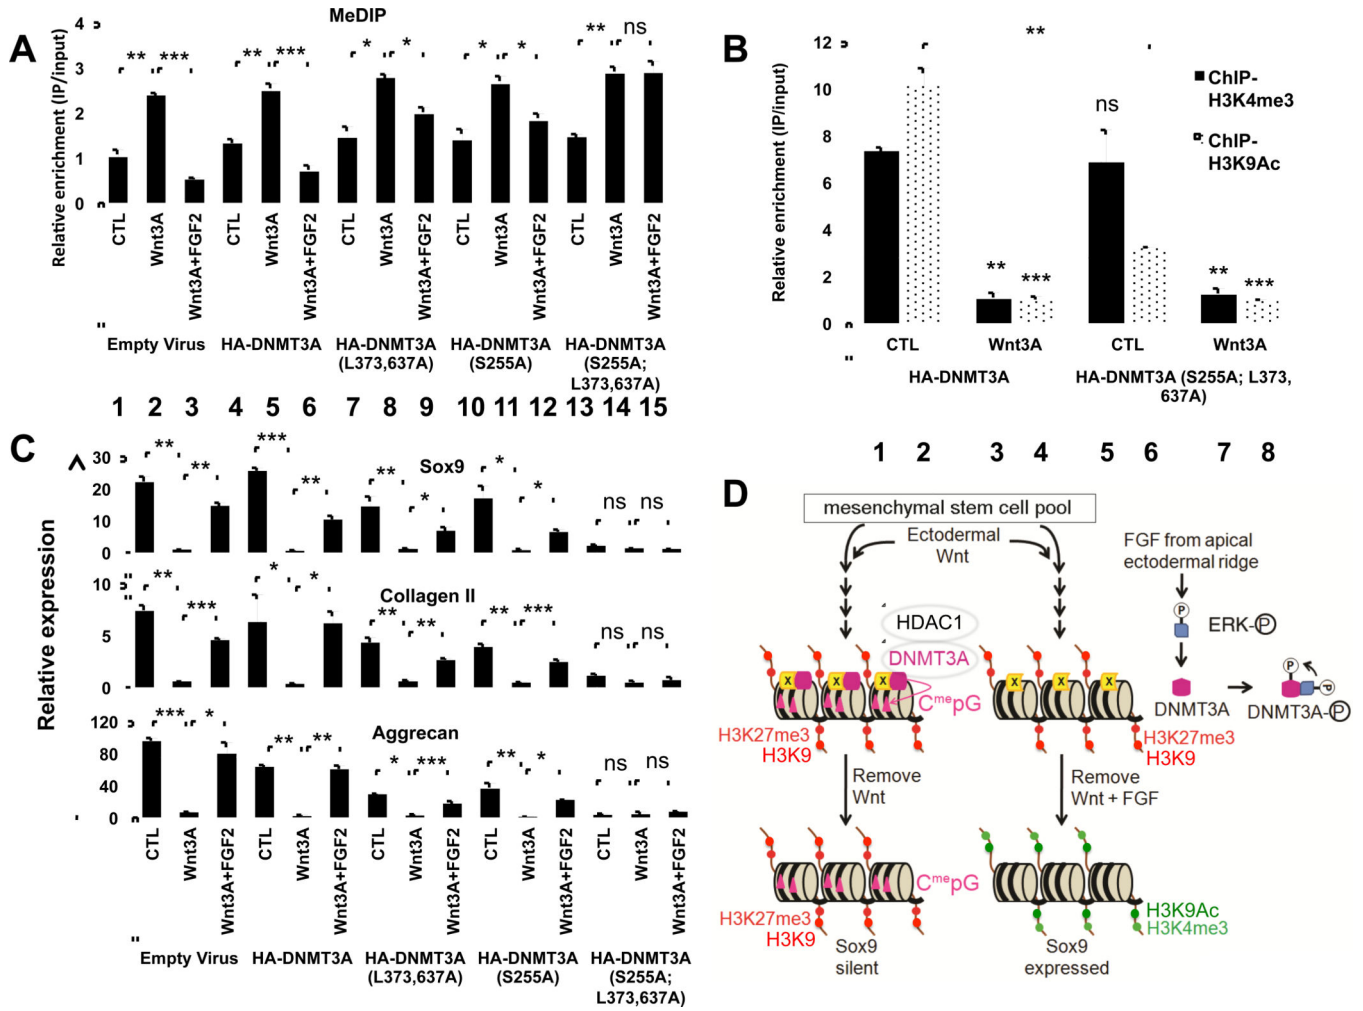 A
MeDIP
Relative enrichment (IP/input)
4
3
2
1
0
** *** ** *** * * * * ** ns
CTL Wnt3A Wnt3A+FGF2 CTL Wnt3A Wnt3A+FGF2 CTL Wnt3A Wnt3A+FGF2 CTL Wnt3A Wnt3A+FGF2 CTL Wnt3A Wnt3A+FGF2
Empty Virus HA-DNMT3A HA-DNMT3A HA-DNMT3A HA-DNMT3A
(L373,637A) (S255A) (S255A;
L373,637A)
1 2 3 4 5 6 7 8 9 10 11 12 13 14 15
B
Relative enrichment (IP/input)
12
10
8
6
4
2
0
**
ns
** *** ** ***
ChIP-
H3K4me3
ChIP-
H3K9Ac
CTL Wnt3A CTL Wnt3A
HA-DNMT3A HA-DNMT3A (S255A; L373,
637A)
1 2 3 4 5 6 7 8
C
Relative expression
Sox9
30
20
10
0
** ** *** ** ** * * * ns ns
Collagen II
10
5
0
** *** * * ** ** ** *** ns ns
Aggrecan
120
80
40
0
*** * ** ** * *** ** * ns ns
CTL Wnt3A Wnt3A+FGF2 CTL Wnt3A Wnt3A+FGF2 CTL Wnt3A Wnt3A+FGF2 CTL Wnt3A Wnt3A+FGF2 CTL Wnt3A Wnt3A+FGF2
Empty Virus HA-DNMT3A HA-DNMT3A HA-DNMT3A HA-DNMT3A
(L373,637A) (S255A) (S255A;
L373,637A)
D
mesenchymal stem cell pool
Ectodermal
Wnt
FGF from apical
ectodermal ridge
P
ERK-P
HDAC1
DNMT3A
X X X X X X
CmepG
P
P
DNMT3A
DNMT3A-P
H3K27me3
H3K9
H3K27me3
H3K9
Remove
Wnt
Remove
Wnt + FGF
CmepG
H3K27me3
H3K9
H3K9Ac
H3K4me3
Sox9
silent
Sox9
expressed